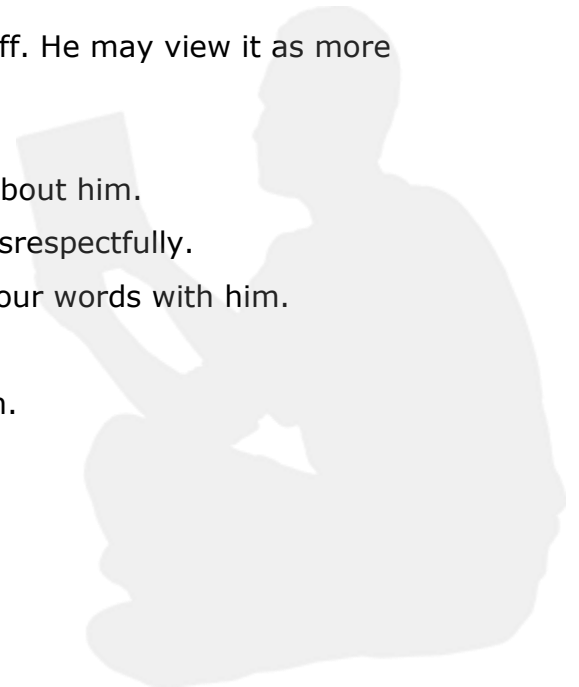 ff. He may view it as more
bout him.
srespectfully.
our words with him.
.